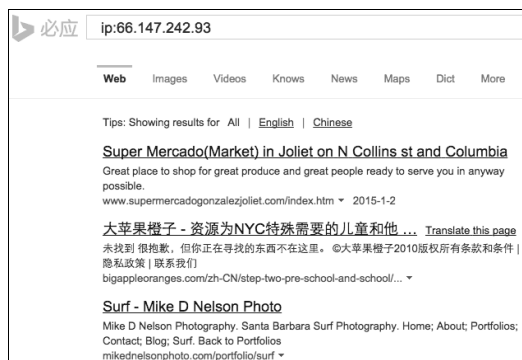 必应
ip:66.147.242.93
Web Images Videos Knows News Maps Dict More
Tips: Showing results for All | English | Chinese
Super Mercado(Market) in Joliet on N Collins st and Columbia
Great place to shop for great produce and great people ready to serve you in anyway
possible.
www.supermercadogonzalezjoliet.com/index.htm 2015-1-2
大苹果橙子 - 资源为NYC特殊需要的儿童和他 … Translate this page
未找到 很抱歉，但你正在寻找的东西不在这里。 ©大苹果橙子2010版权所有条款和条件 |
隐私政策 | 联系我们
bigappleoranges.com/zh-CN/step-two-pre-school-and-school/...
Surf - Mike D Nelson Photo
Mike D Nelson Photography. Santa Barbara Surf Photography. Home; About; Portfolios;
Contact; Blog; Surf. Back to Portfolios
mikednelsonphoto.com/portfolio/surf